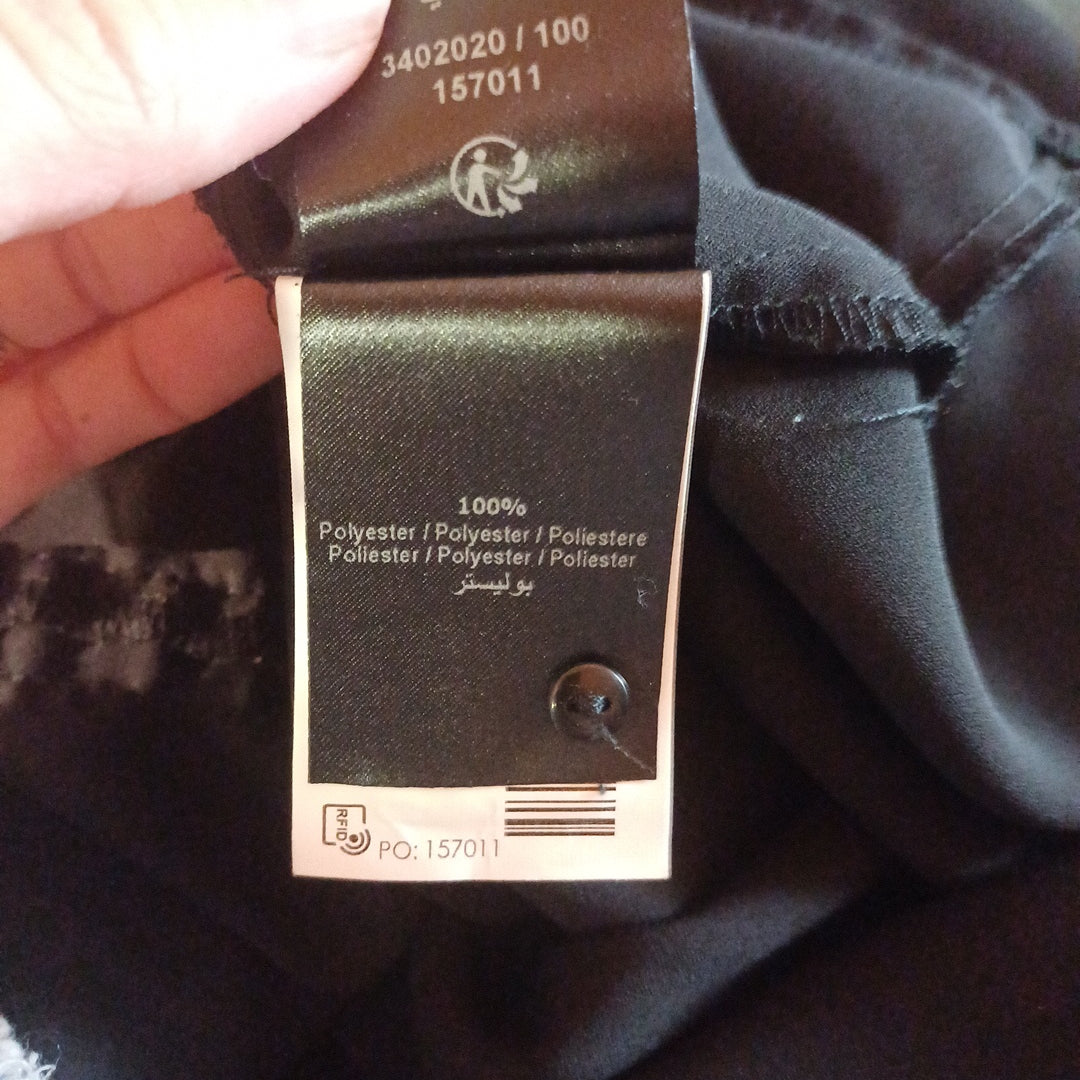 3402020 / 100
157011
100%
Polyester / Polyester / Poliestere
Poliester / Polyester / Poliester
بوليستر
RFID
PO: 157011